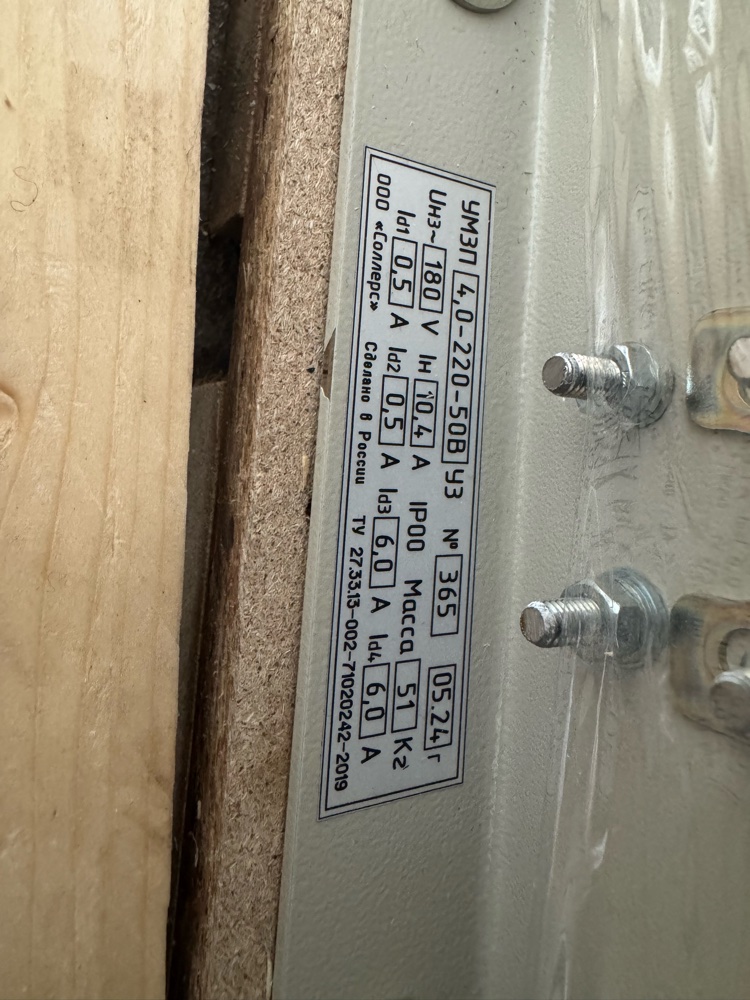 УМЗП 4,0-220-50В У3 № 365 05.24 г
Uнз~ 180 V Iн 10,4 A IP00 Масса 51 Кг
Id1 0,5 A Id2 0,5 A Id3 6,0 A Id4 6,0 A
ООО «Соллерс» Сделано в России ТУ 27.33.13-002-71020242-2019